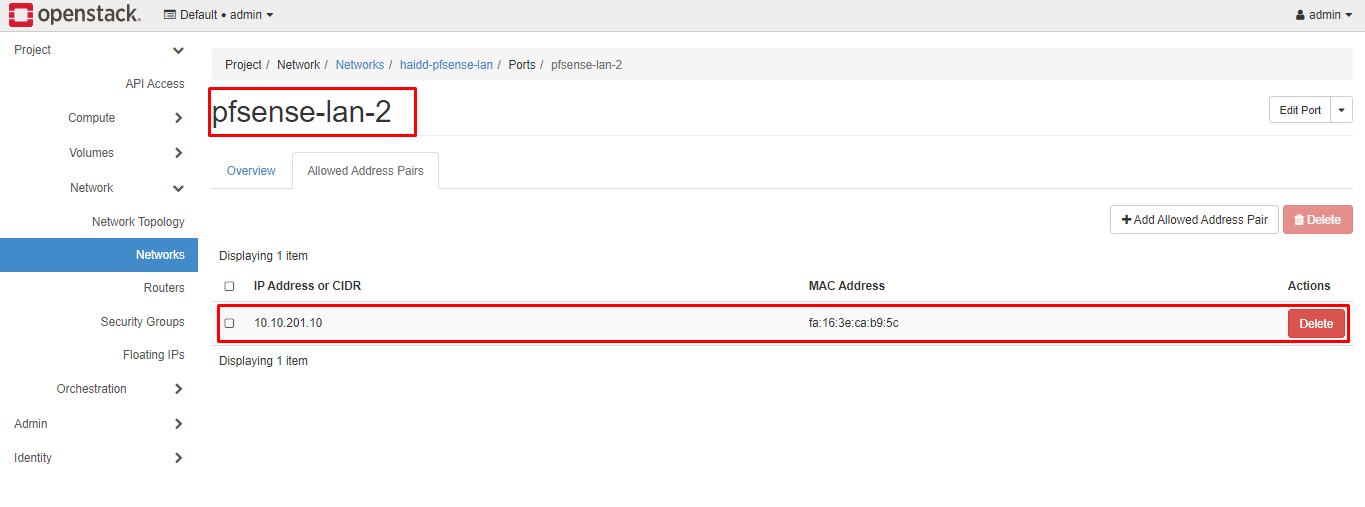 openstack. Default • admin admin
Project
API Access
Compute
Volumes
Network
Network Topology
Networks
Routers
Security Groups
Floating IPs
Orchestration
Admin
Identity
Project / Network / Networks / haidd-pfsense-lan / Ports / pfsense-lan-2
pfsense-lan-2
Edit Port
Overview Allowed Address Pairs
+ Add Allowed Address Pair Delete
Displaying 1 item
IP Address or CIDR MAC Address Actions
10.10.201.10 fa:16:3e:ca:b9:5c Delete
Displaying 1 item